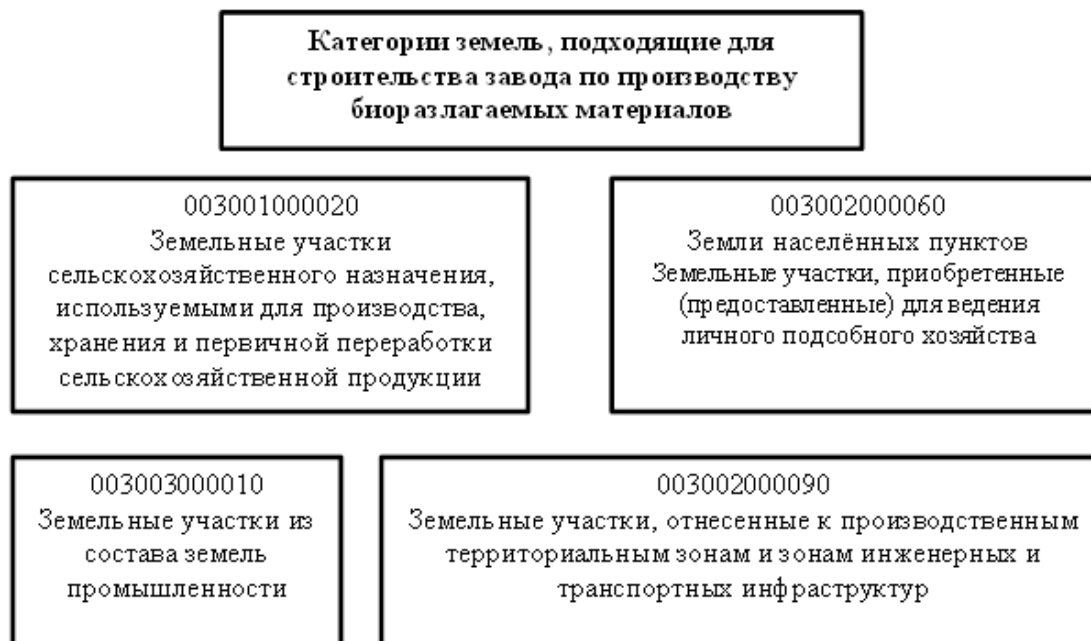 Категории земель, подходящие для
строительства завода по производству
биоразлагаемых материалов
003001000020
Земельные участки
сельскохозяйственного назначения,
используемыми для производства,
хранения и первичной переработки
сельскохозяйственной продукции
003002000060
Земли населённых пунктов
Земельные участки, приобретенные
(предоставленные) для ведения
личного подсобного хозяйства
003003000010
Земельные участки из
состава земель
промышленности
003002000090
Земельные участки, отнесенные к производственным
территориальным зонам и зонам инженерных и
транспортных инфраструктур